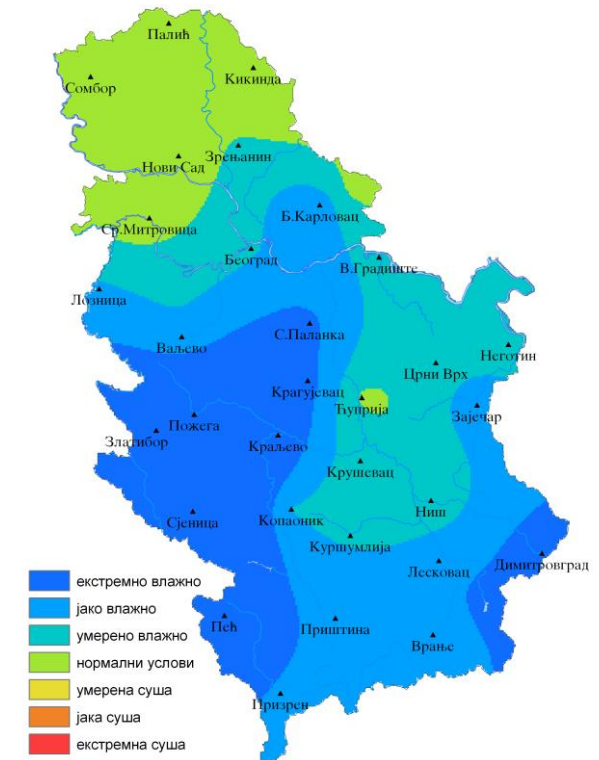 Палић
Сомбор
Кикинда
Зрењанин
Нови Сад
Б.Карловац
Ср.Митровица
Београд
В.Градиште
Лозница
С.Паланка
Ваљево
Неготин
Црни Врх
Крагујевац
Ћуприја
Зајечар
Пожега
Златибор
Краљево
Крушевац
Ниш
Копаоник
Сјеница
Куршумлија
Димитровград
Лесковац
екстремно влажно
јако влажно
Пећ
Приштина
умерено влажно
Врање
нормални услови
умерена суша
Призрен
јака суша
екстремна суша